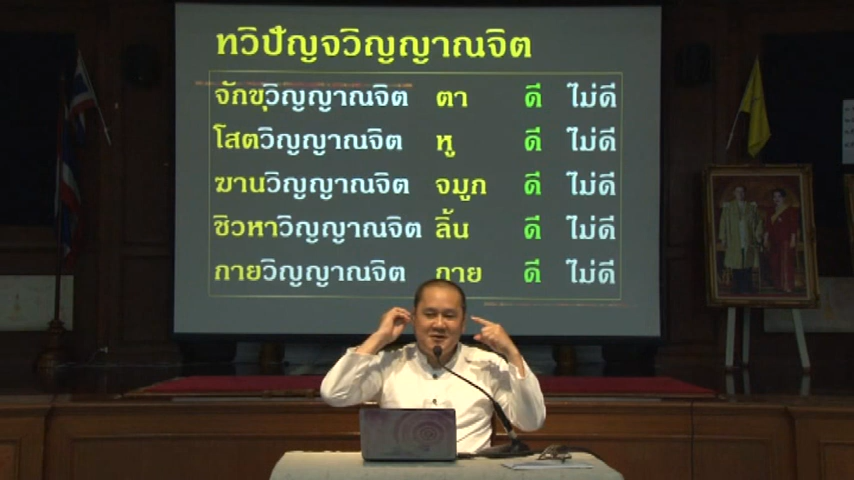 ทวิปัญจวิญญาณจิต
จักขุวิญญาณจิต ตา ดี ไม่ดี
โสตวิญญาณจิต หู ดี ไม่ดี
ฆานวิญญาณจิต จมูก ดี ไม่ดี
ชิวหาวิญญาณจิต ลิ้น ดี ไม่ดี
กายวิญญาณจิต กาย ดี ไม่ดี